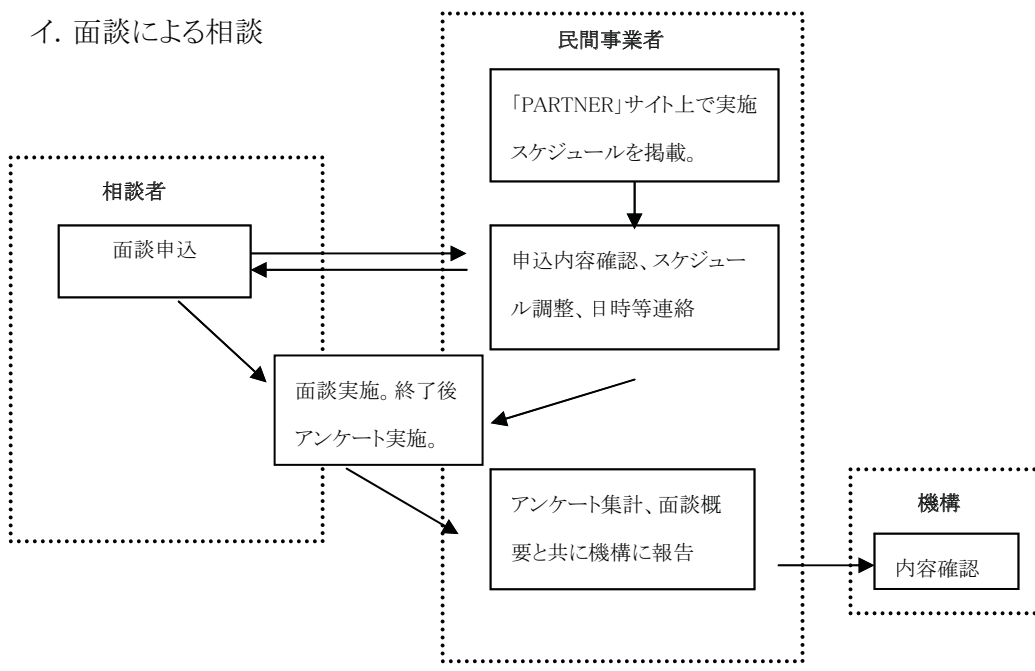 イ. 面談による相談
民間事業者
「PARTNER」サイト上で実施
スケジュールを掲載。
相談者
面談申込
申込内容確認、スケジュー
ル調整、日時等連絡
面談実施。終了後
アンケート実施。
アンケート集計、面談概
要と共に機構に報告
機構
内容確認